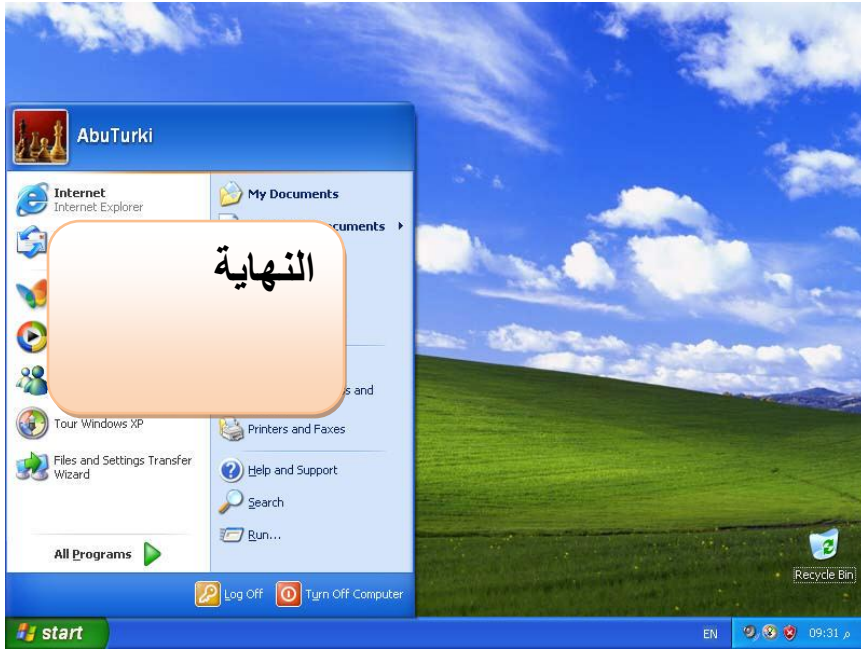 AbuTurki
Internet
Internet Explorer
My Documents
ocuments
النهاية
s and
Tour Windows XP
Printers and Faxes
Files and Settings Transfer
Wizard
Help and Support
Search
Run...
All Programs
Log Off
Turn Off Computer
Recycle Bin
start
EN
09:31 م